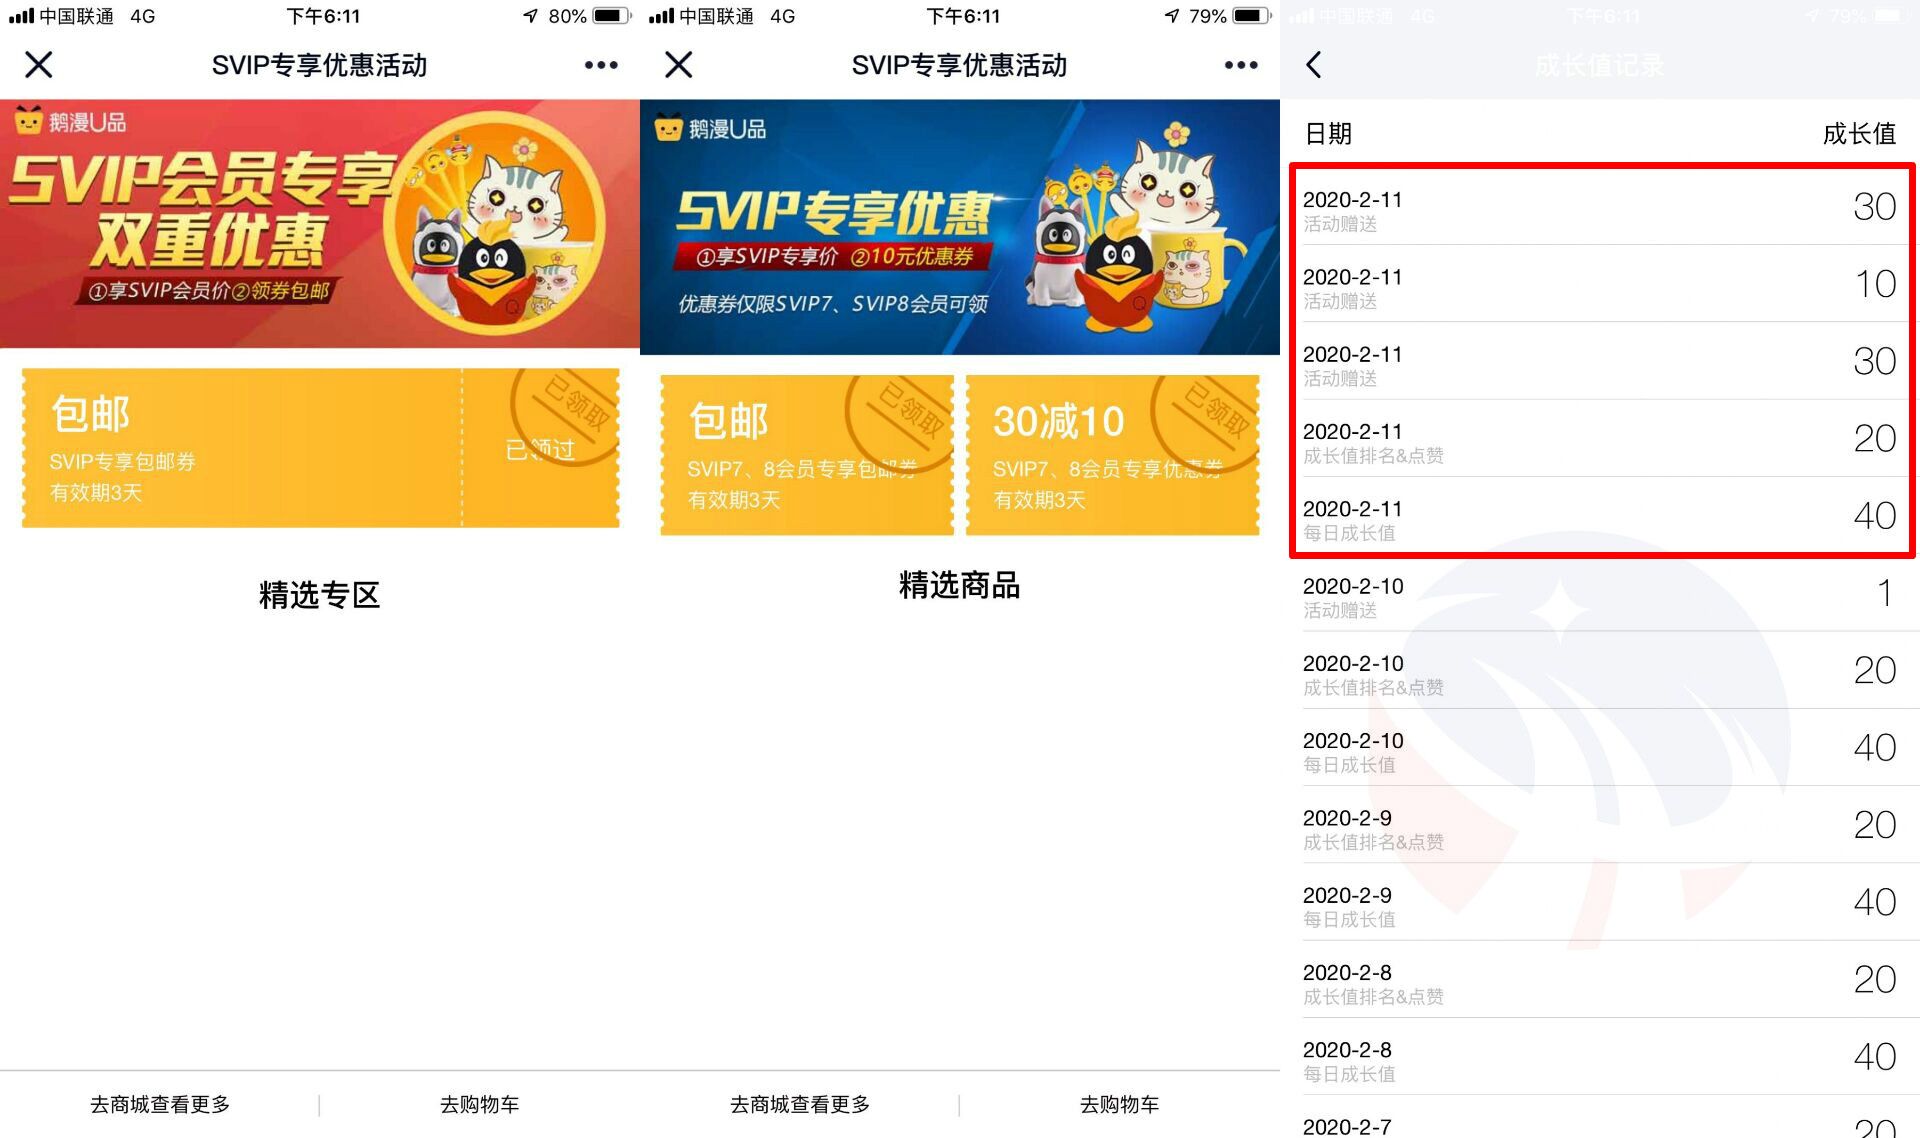 中国联通 4G 下午6:11 80%
SVIP专享优惠活动
鹅漫U品
SVIP会员专享
双重优惠
①享SVIP会员价②领券包邮
包邮
SVIP专享包邮券
有效期3天
已领取
已领过
精选专区
去商城查看更多
去购物车
中国联通 4G 下午6:11 79%
SVIP专享优惠活动
鹅漫U品
SVIP专享优惠
①享SVIP专享价 ②10元优惠券
优惠券仅限SVIP7、SVIP8会员可领
包邮
SVIP7、8会员专享包邮券
有效期3天
已领取
30减10
SVIP7、8会员专享优惠券
有效期3天
已领取
精选商品
去商城查看更多
去购物车
中国联通 4G 下午6:11 79%
成长值记录
日期 成长值
2020-2-11 30
活动赠送
2020-2-11 10
活动赠送
2020-2-11 30
活动赠送
2020-2-11 20
成长值排名&点赞
2020-2-11 40
每日成长值
2020-2-10 1
活动赠送
2020-2-10 20
成长值排名&点赞
2020-2-10 40
每日成长值
2020-2-9 20
成长值排名&点赞
2020-2-9 40
每日成长值
2020-2-8 20
成长值排名&点赞
2020-2-8 40
每日成长值
2020-2-7 20